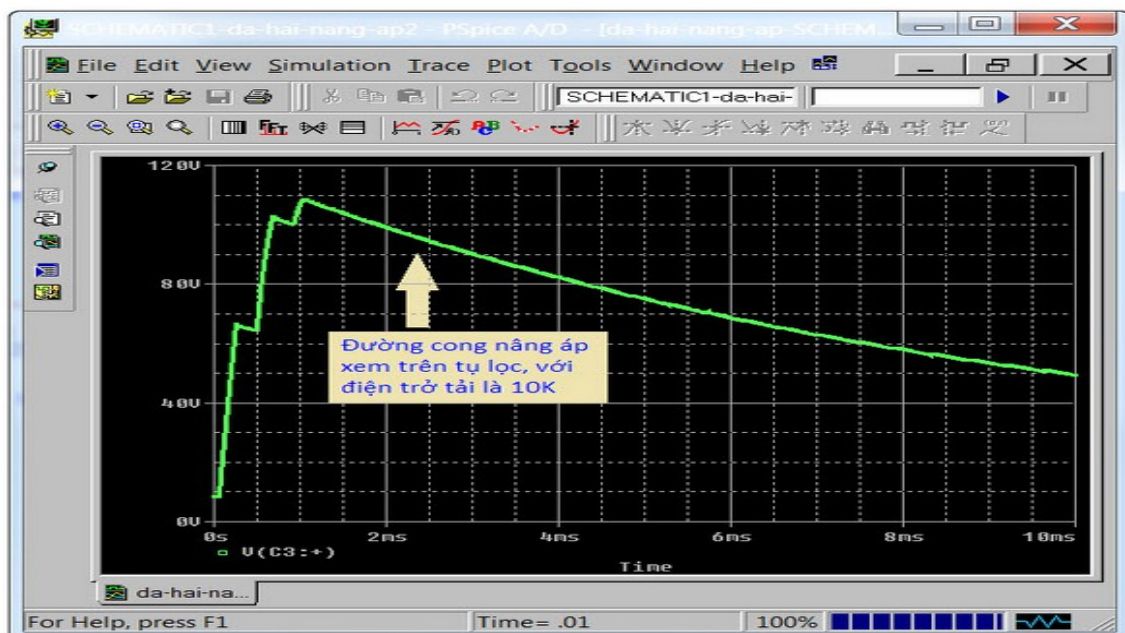 SCHEMATIC1-da-hai-nang-ap2 - PSpice A/D - [da-hai-nang-ap-SCHEM...
File Edit View Simulation Trace Plot Tools Window Help
SCHEMATIC1-da-hai-
FFT
120V
80V
40V
0V
Đường cong nâng áp
xem trên tụ lọc, với
điện trở tải là 10K
0s 2ms 4ms 6ms 8ms 10ms
V(C3:+)
Time
da-hai-na...
For Help, press F1 Time= .01 100%